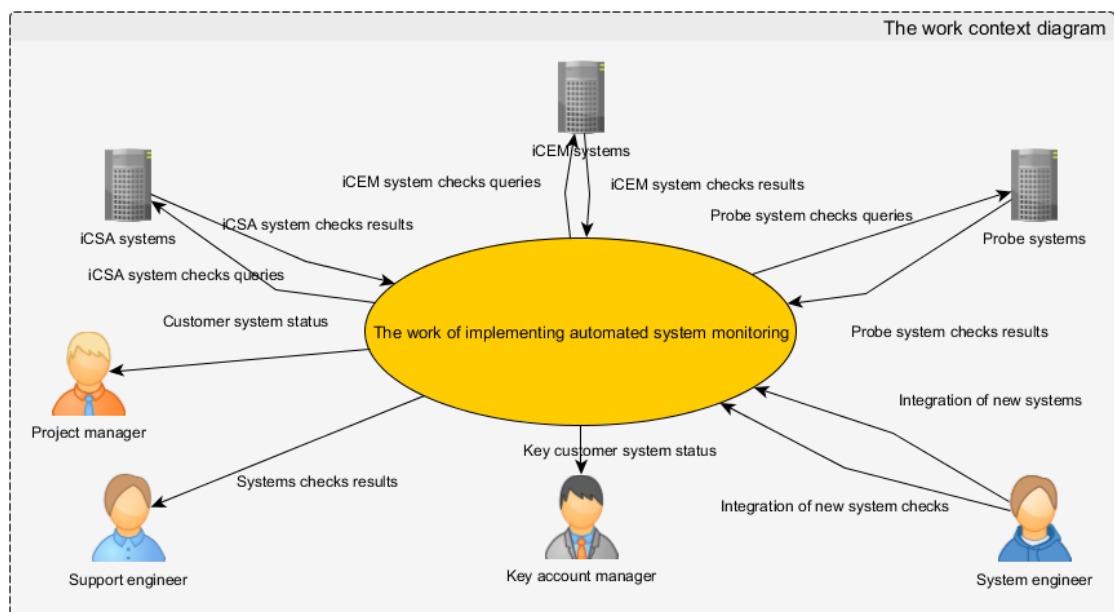 The work context diagram
iCEM systems
iCEM system checks queries
iCEM system checks results
iCSA systems
iCSA system checks results
Probe system checks queries
Probe systems
iCSA system checks queries
Customer system status
The work of implementing automated system monitoring
Probe system checks results
Project manager
Integration of new systems
Key customer system status
Systems checks results
Integration of new system checks
Support engineer
Key account manager
System engineer